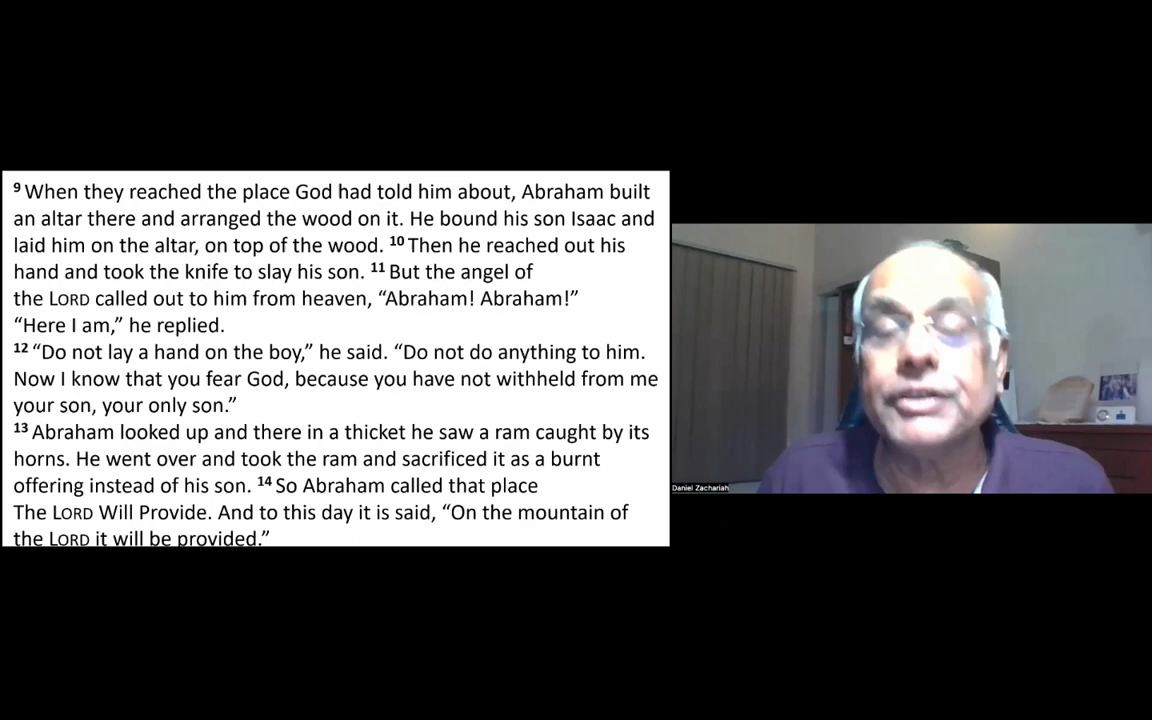 9 When they reached the place God had told him about, Abraham built
an altar there and arranged the wood on it. He bound his son Isaac and
laid him on the altar, on top of the wood. 10 Then he reached out his
hand and took the knife to slay his son. 11 But the angel of
the LORD called out to him from heaven, “Abraham! Abraham!”
“Here I am,” he replied.
12 “Do not lay a hand on the boy,” he said. “Do not do anything to him.
Now I know that you fear God, because you have not withheld from me
your son, your only son.”
13 Abraham looked up and there in a thicket he saw a ram caught by its
horns. He went over and took the ram and sacrificed it as a burnt
offering instead of his son. 14 So Abraham called that place
The LORD Will Provide. And to this day it is said, “On the mountain of
the LORD it will be provided.”
Daniel Zachariah